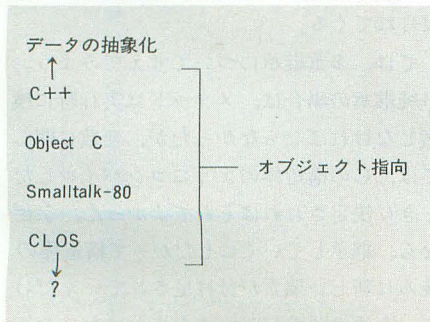 データの抽象化
↑
C++
Object C
Smalltalk-80
CLOS
↓
?
オブジェクト指向